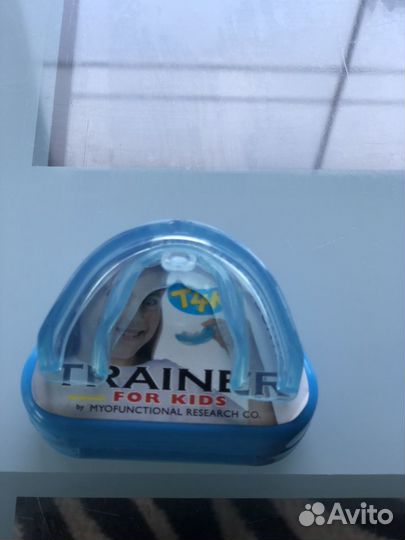 T4K
TRAINER
FOR KIDS
by MYOFUNCTIONAL RESEARCH CO.
Avito